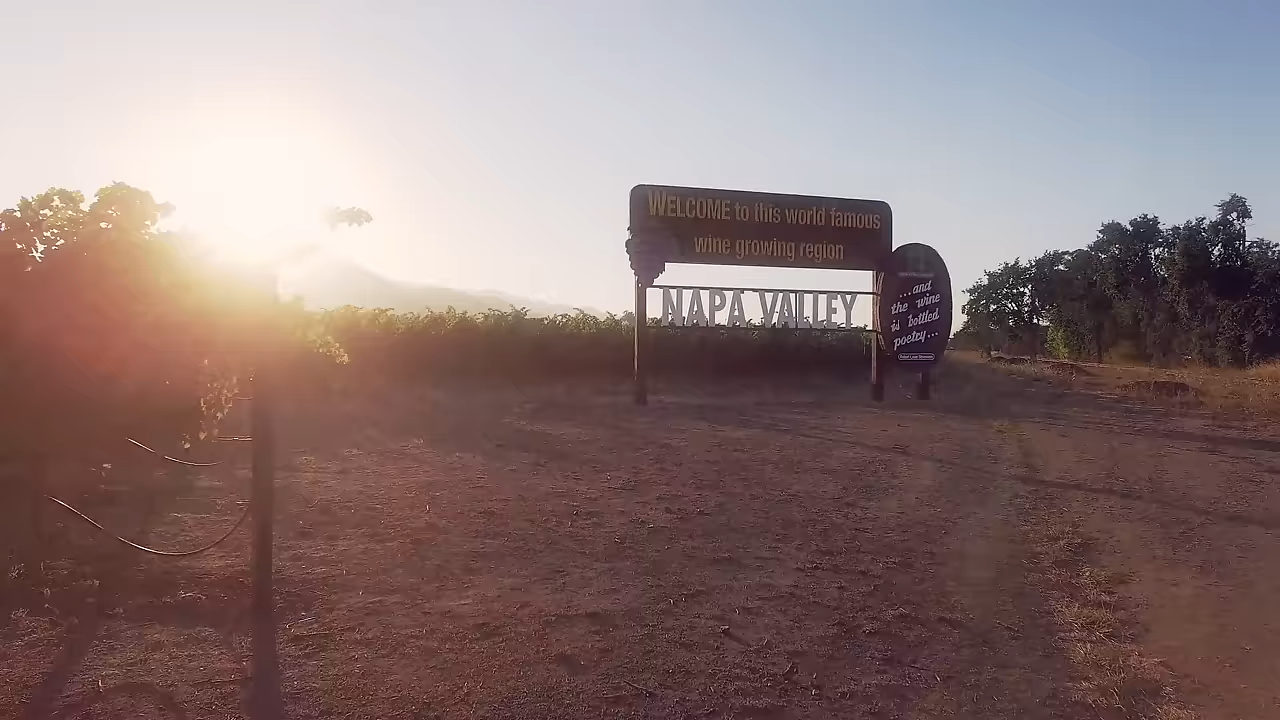 WELCOME to this world famous
wine growing region
NAPA VALLEY
...and
the wine
is bottled
poetry...